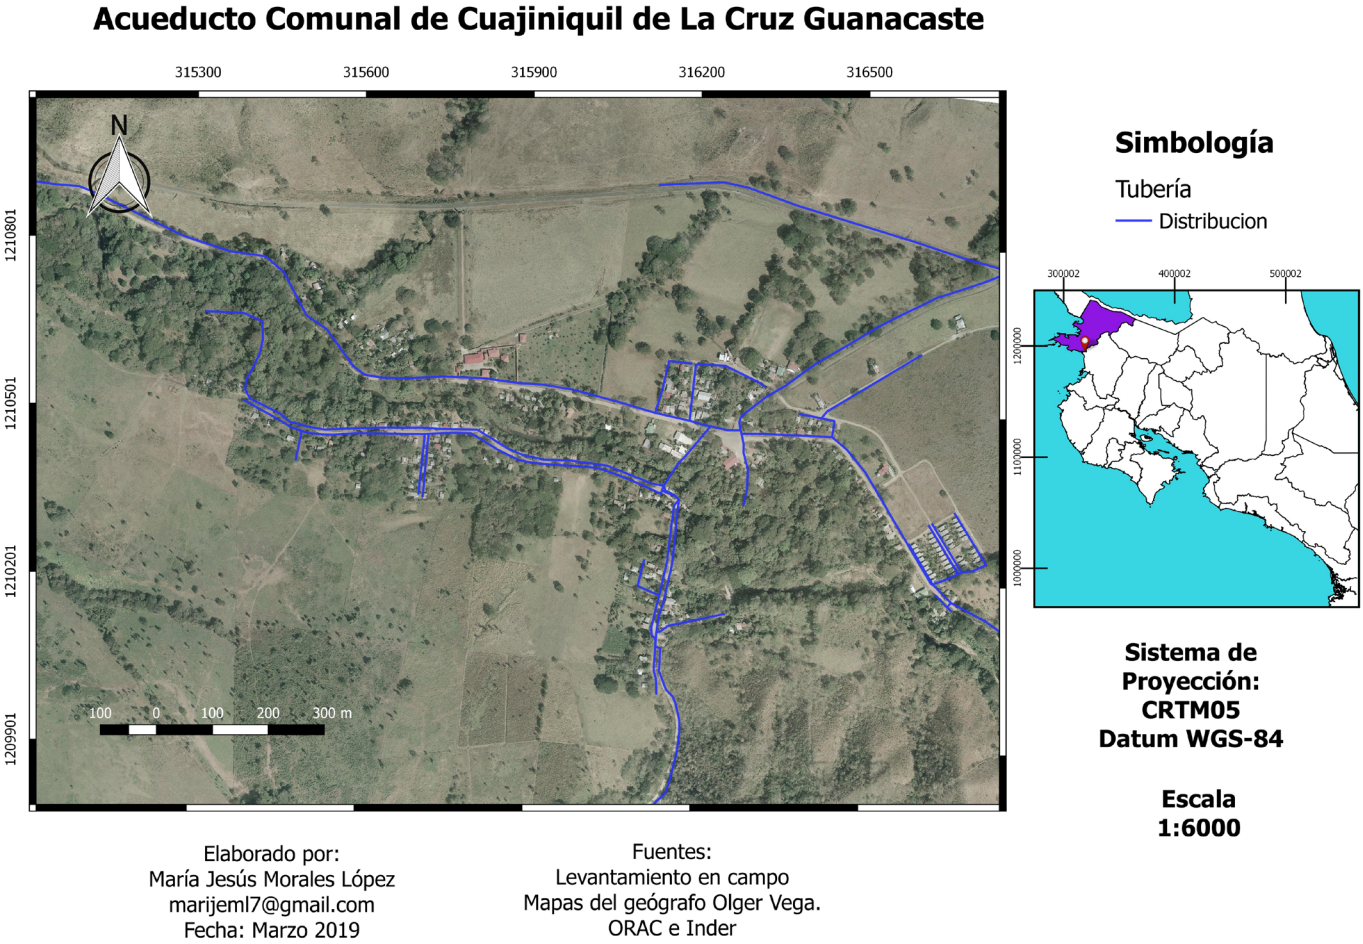 Acueducto Comunal de Cuajiniquil de La Cruz Guanacaste
315300 315600 315900 316200 316500
N
1210801
1210501
1210201
1209901
100 0 100 200 300 m
Simbología
Tubería
Distribucion
300002 400002 500002
1200000
1100000
1000000
Sistema de
Proyección:
CRTM05
Datum WGS-84
Escala
1:6000
Elaborado por:
María Jesús Morales López
marijeml7@gmail.com
Fecha: Marzo 2019
Fuentes:
Levantamiento en campo
Mapas del geógrafo Olger Vega.
ORAC e Inder